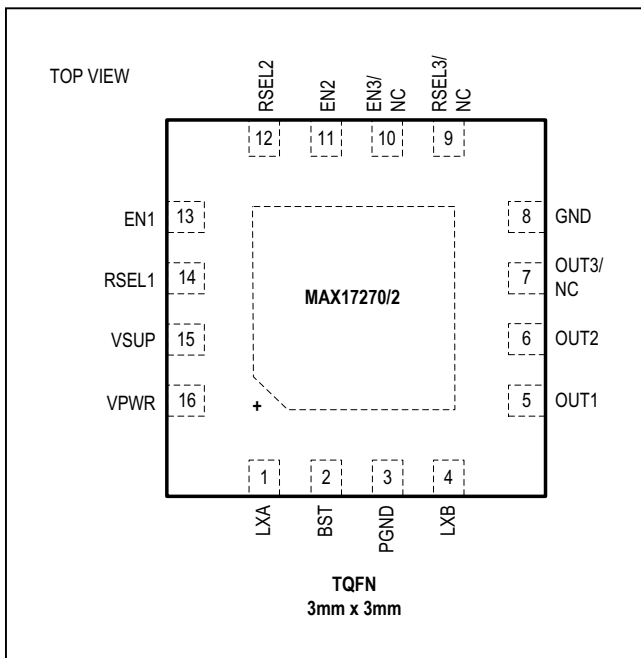 TOP VIEW
RSEL2
EN2
EN3/
NC
RSEL3/
NC
12
11
10
9
EN1
13
8
GND
RSEL1
14
7
OUT3/
NC
MAX17270/2
VSUP
15
6
OUT2
VPWR
16
+
5
OUT1
1
2
3
4
LXA
BST
PGND
LXB
TQFN
3mm x 3mm